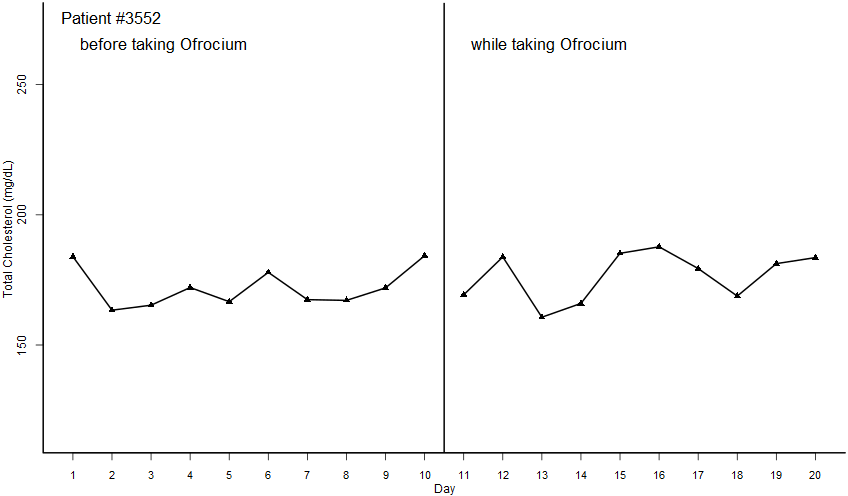 Patient #3552
before taking Ofrocium
while taking Ofrocium
Total Cholesterol (mg/dL)
250
200
150
1 2 3 4 5 6 7 8 9 10 11 12 13 14 15 16 17 18 19 20
Day